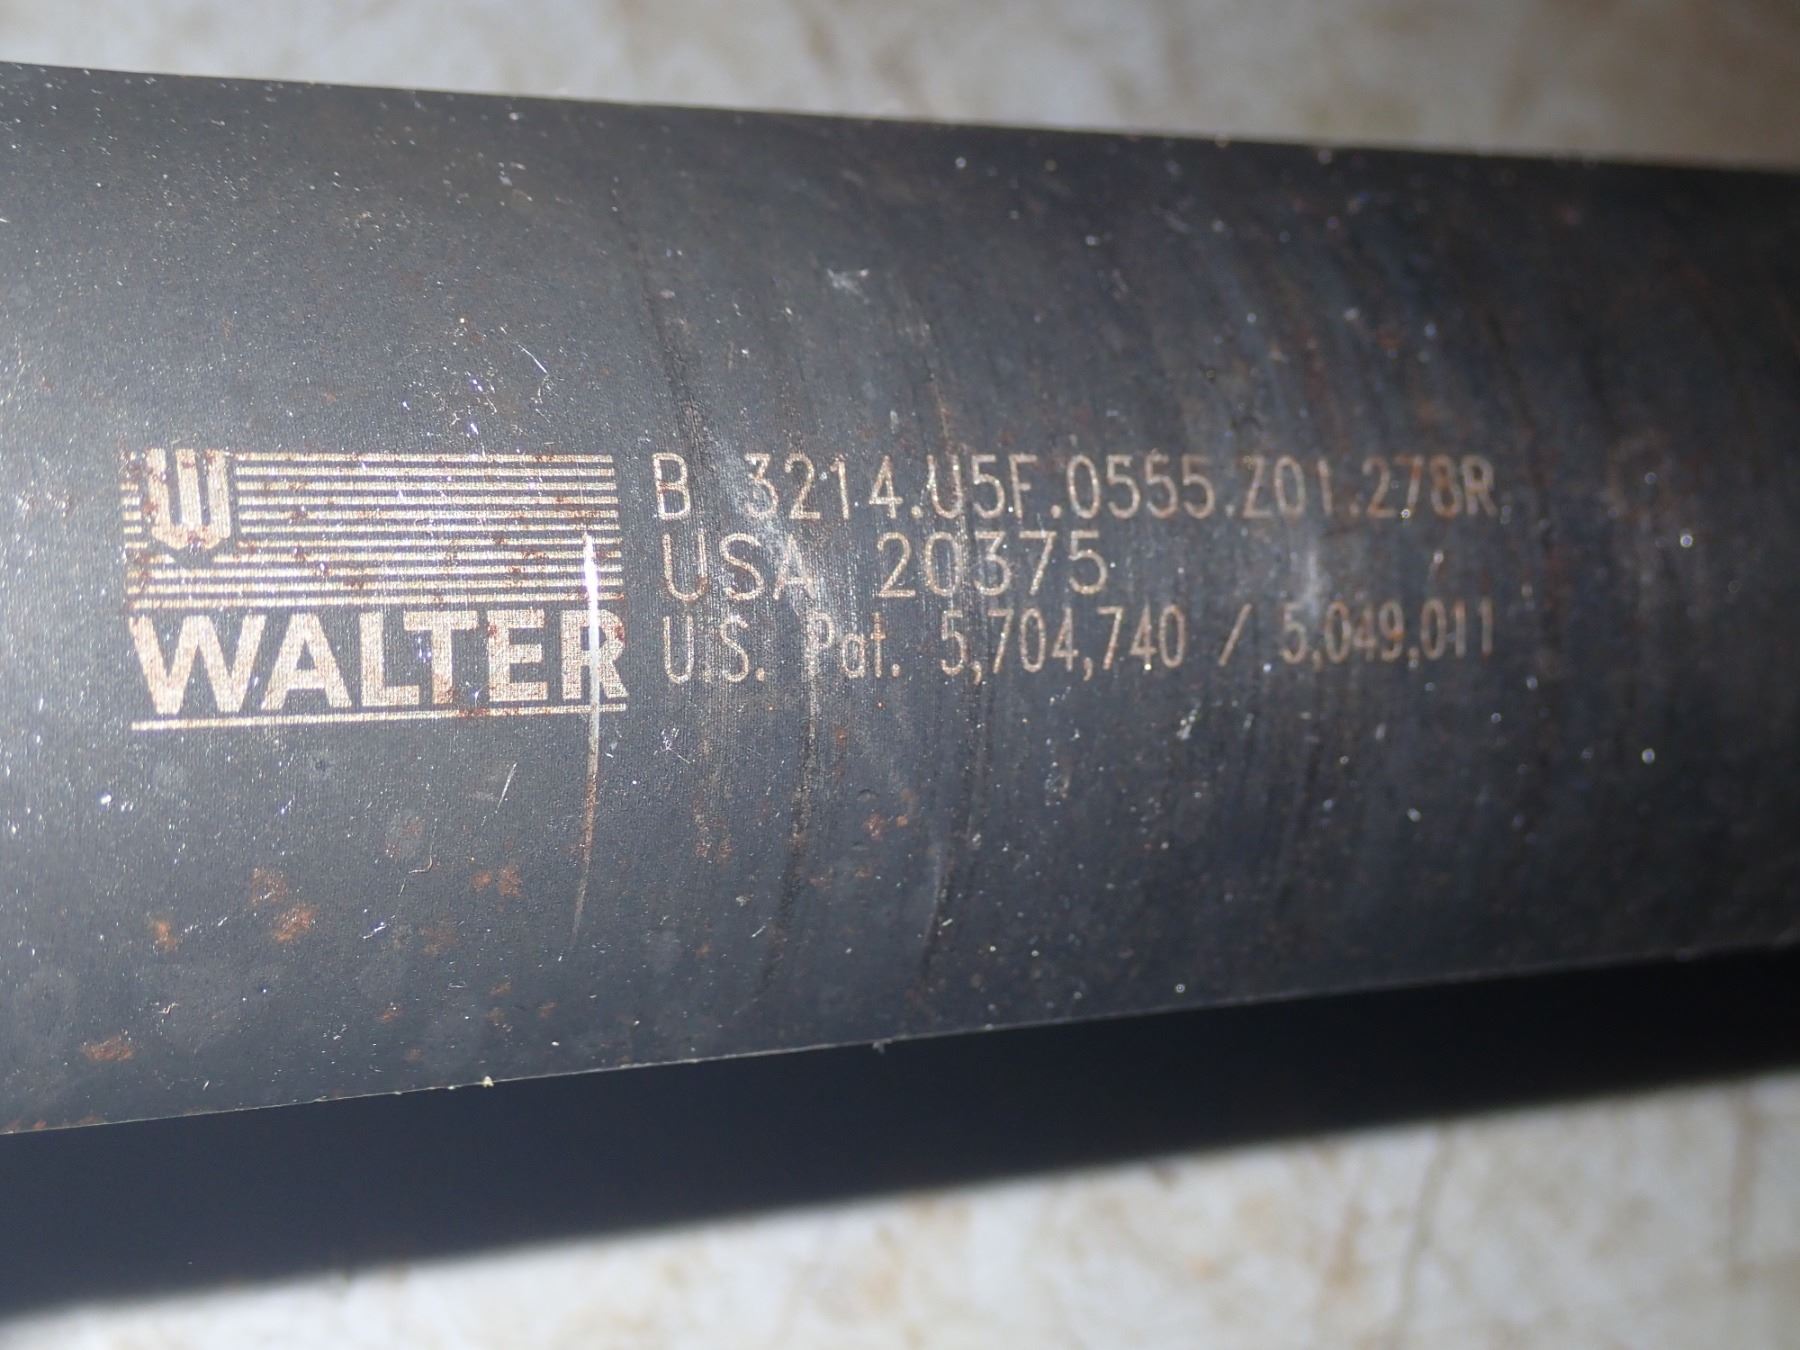 W
WALTER
B 3214.U5F.0555.Z01.278R
USA 20375
U.S. Pat. 5,704,740 / 5,049,011